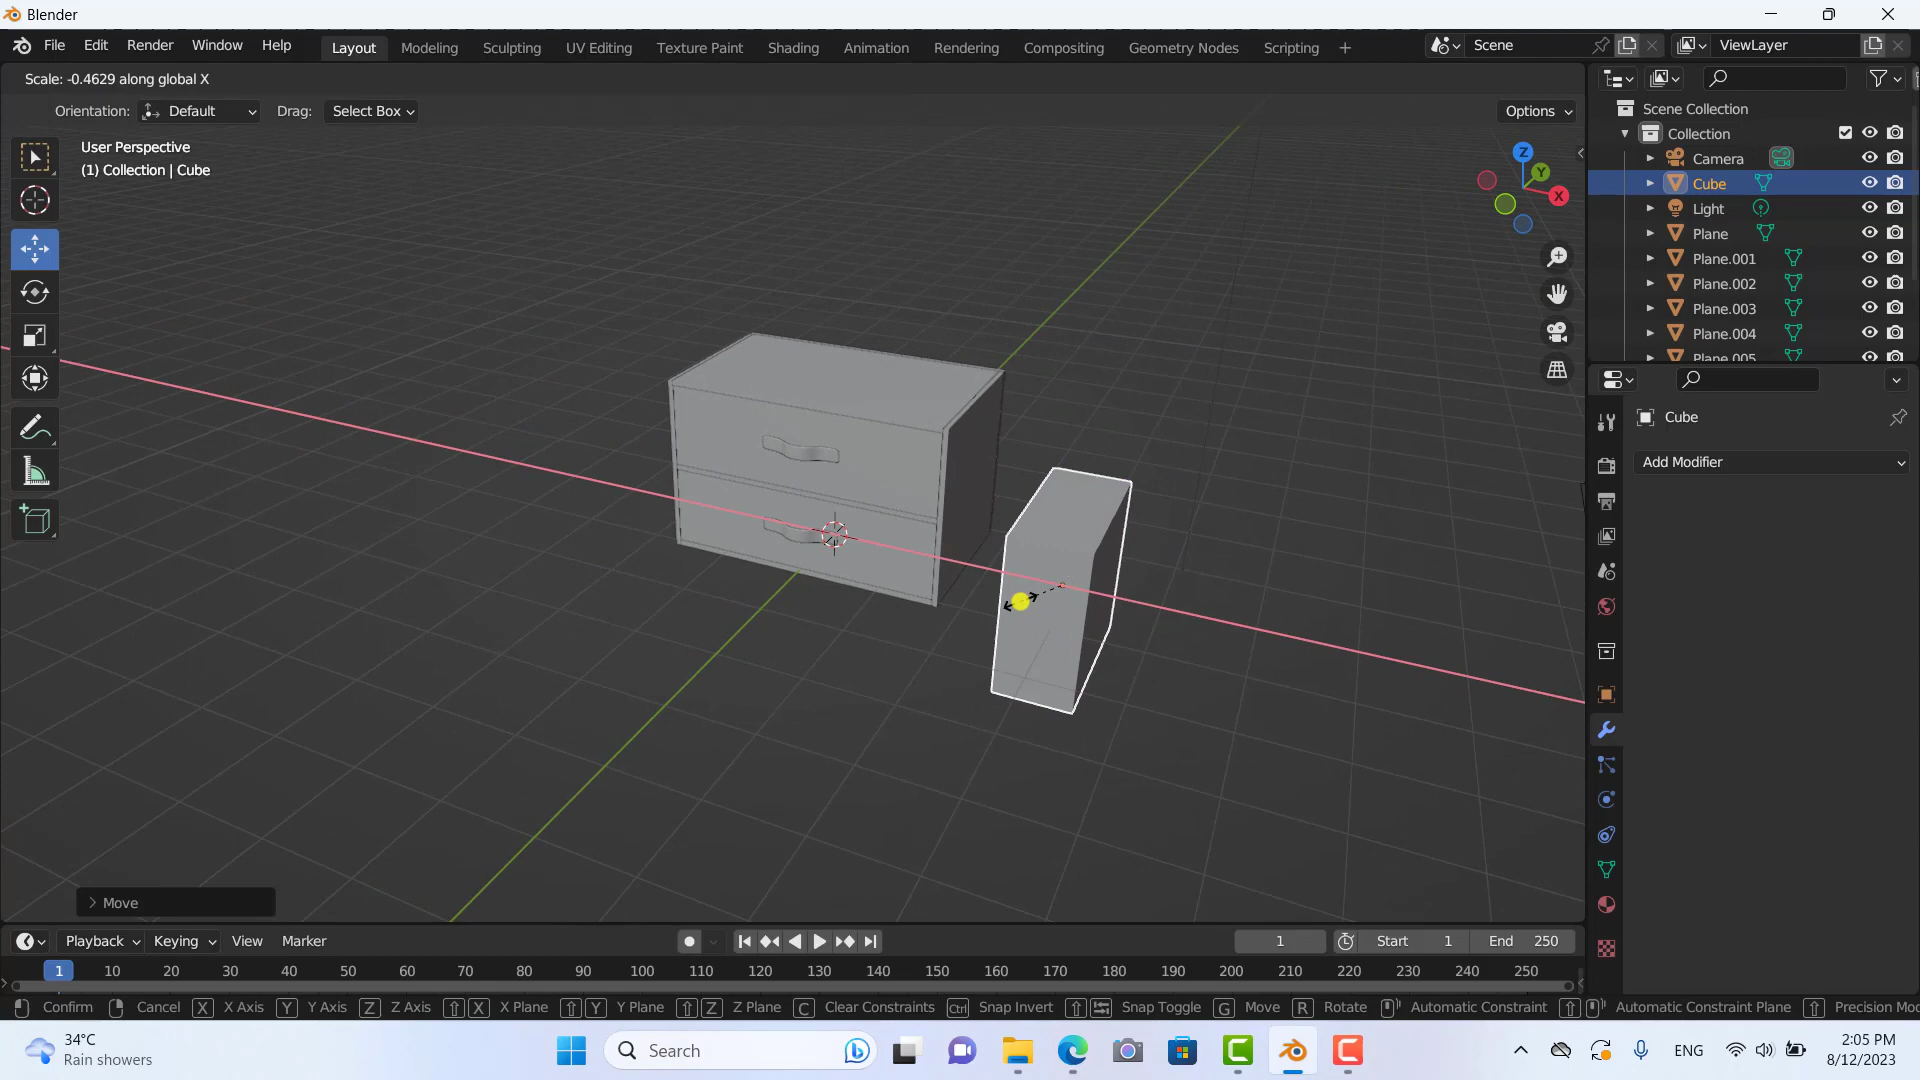 Blender
File Edit Render Window Help
Layout Modeling Sculpting UV Editing Texture Paint Shading Animation Rendering Compositing Geometry Nodes Scripting +
Scene
ViewLayer
Scale: -0.4629 along global X
Orientation: Default Drag: Select Box
Options
User Perspective
(1) Collection | Cube
Z
Y
X
Scene Collection
Collection
Camera
Cube
Light
Plane
Plane.001
Plane.002
Plane.003
Plane.004
Plane.005
Cube
Add Modifier
Move
Playback Keying View Marker
1
Start 1 End 250
1 10 20 30 40 50 60 70 80 90 100 110 120 130 140 150 160 170 180 190 200 210 220 230 240 250
Confirm Cancel X X Axis Y Y Axis Z Z Axis X X Plane Y Y Plane Z Z Plane C Clear Constraints Ctrl Snap Invert Snap Toggle G Move R Rotate Automatic Constraint Automatic Constraint Plane Precision Mod
34°C
Rain showers
Search
ENG
2:05 PM
8/12/2023